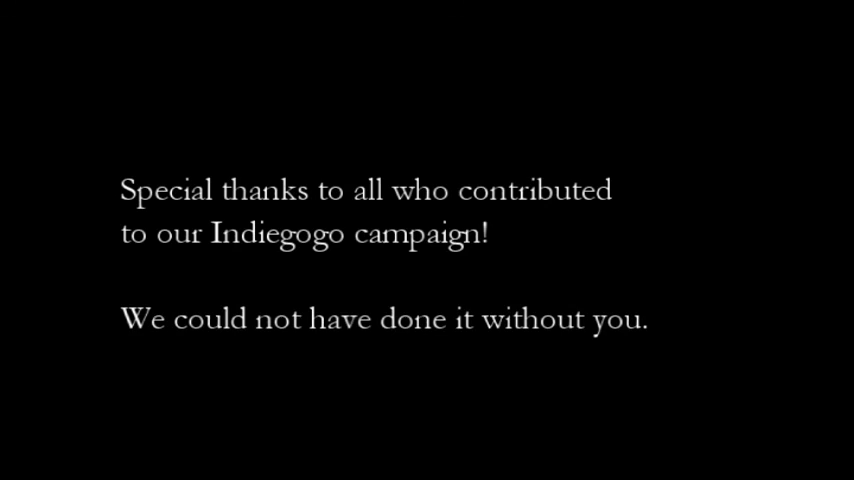 Special thanks to all who contributed
to our Indiegogo campaign!
We could not have done it without you.